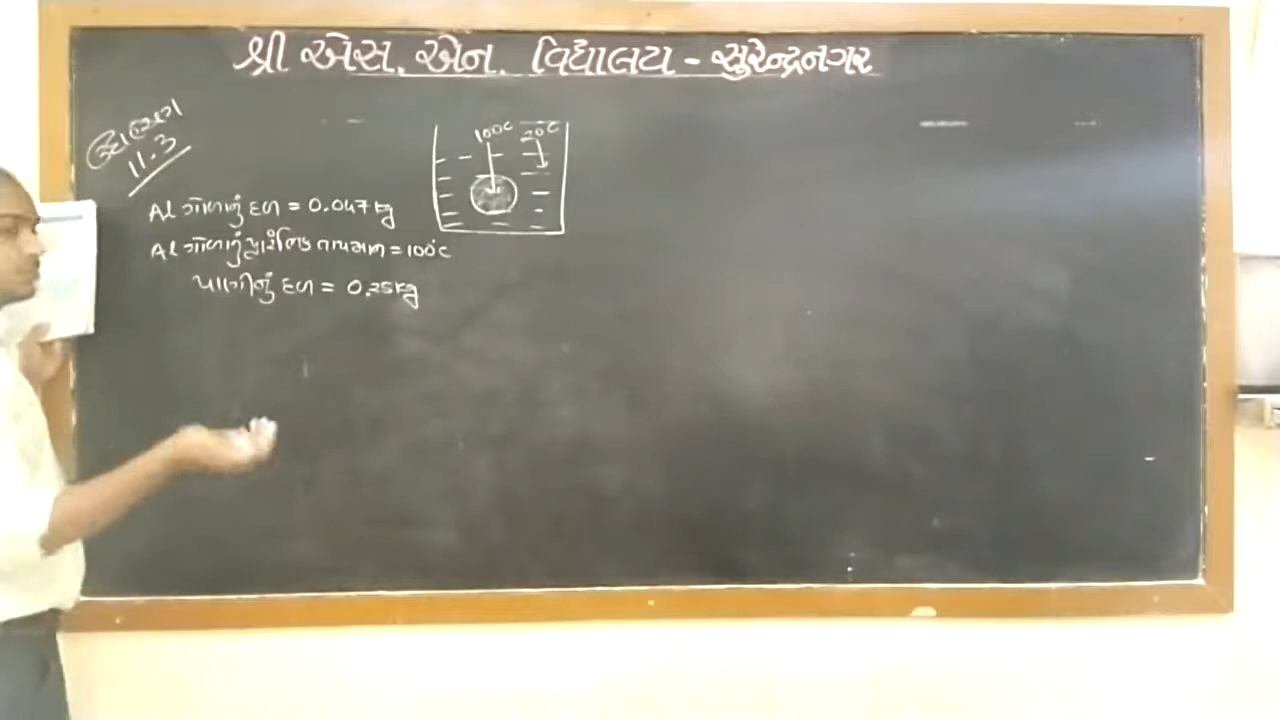 શ્રી એસ. એન. વિદ્યાલય - સુરેન્દ્રનગર
ઉદાહરણ
11.3
100°C 20°C
Al ગોળાનું દળ = 0.047 kg
Al ગોળાનું પ્રારંભિક તાપમાન = 100°C
પાણીનું દળ = 0.25 kg